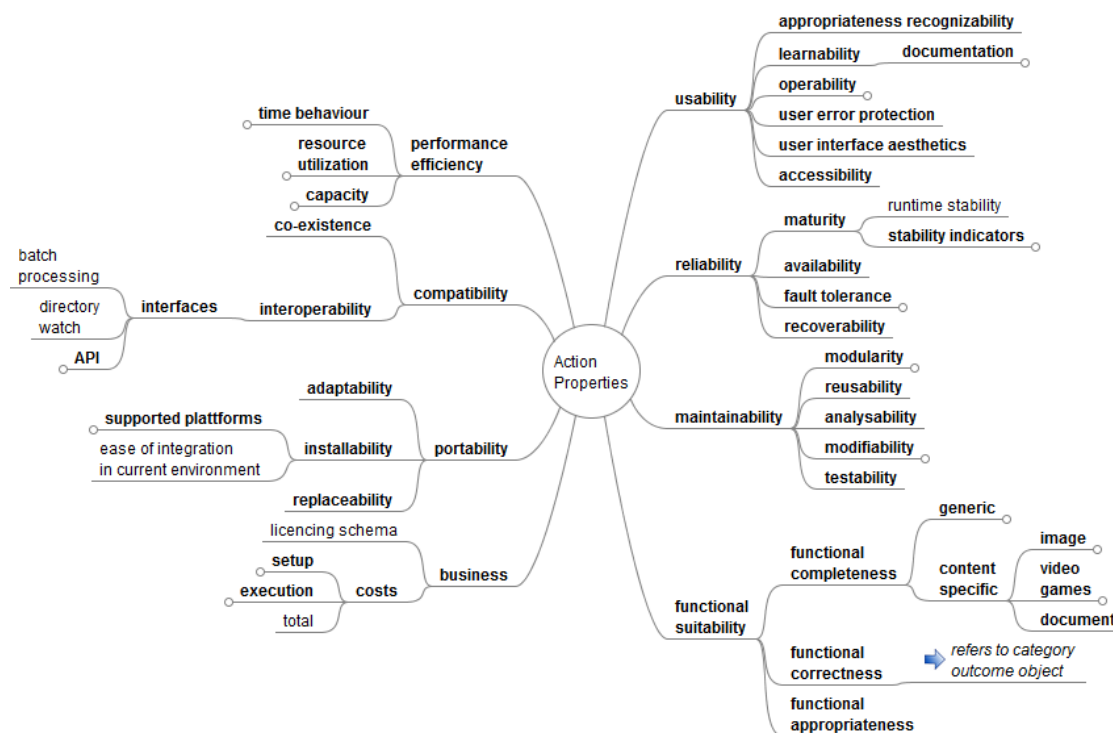 Action
Properties
usability
appropriateness recognizability
learnability
documentation
operability
user error protection
user interface aesthetics
accessibility
reliability
maturity
runtime stability
stability indicators
availability
fault tolerance
recoverability
maintainability
modularity
reusability
analysability
modifiability
testability
functional
suitability
functional
completeness
generic
content
specific
image
video
games
document
functional
correctness
refers to category
outcome object
functional
appropriateness
performance
efficiency
time behaviour
resource
utilization
capacity
compatibility
co-existence
interoperability
interfaces
batch
processing
directory
watch
API
portability
adaptability
installability
supported plattforms
ease of integration
in current environment
replaceability
business
licencing schema
costs
setup
execution
total